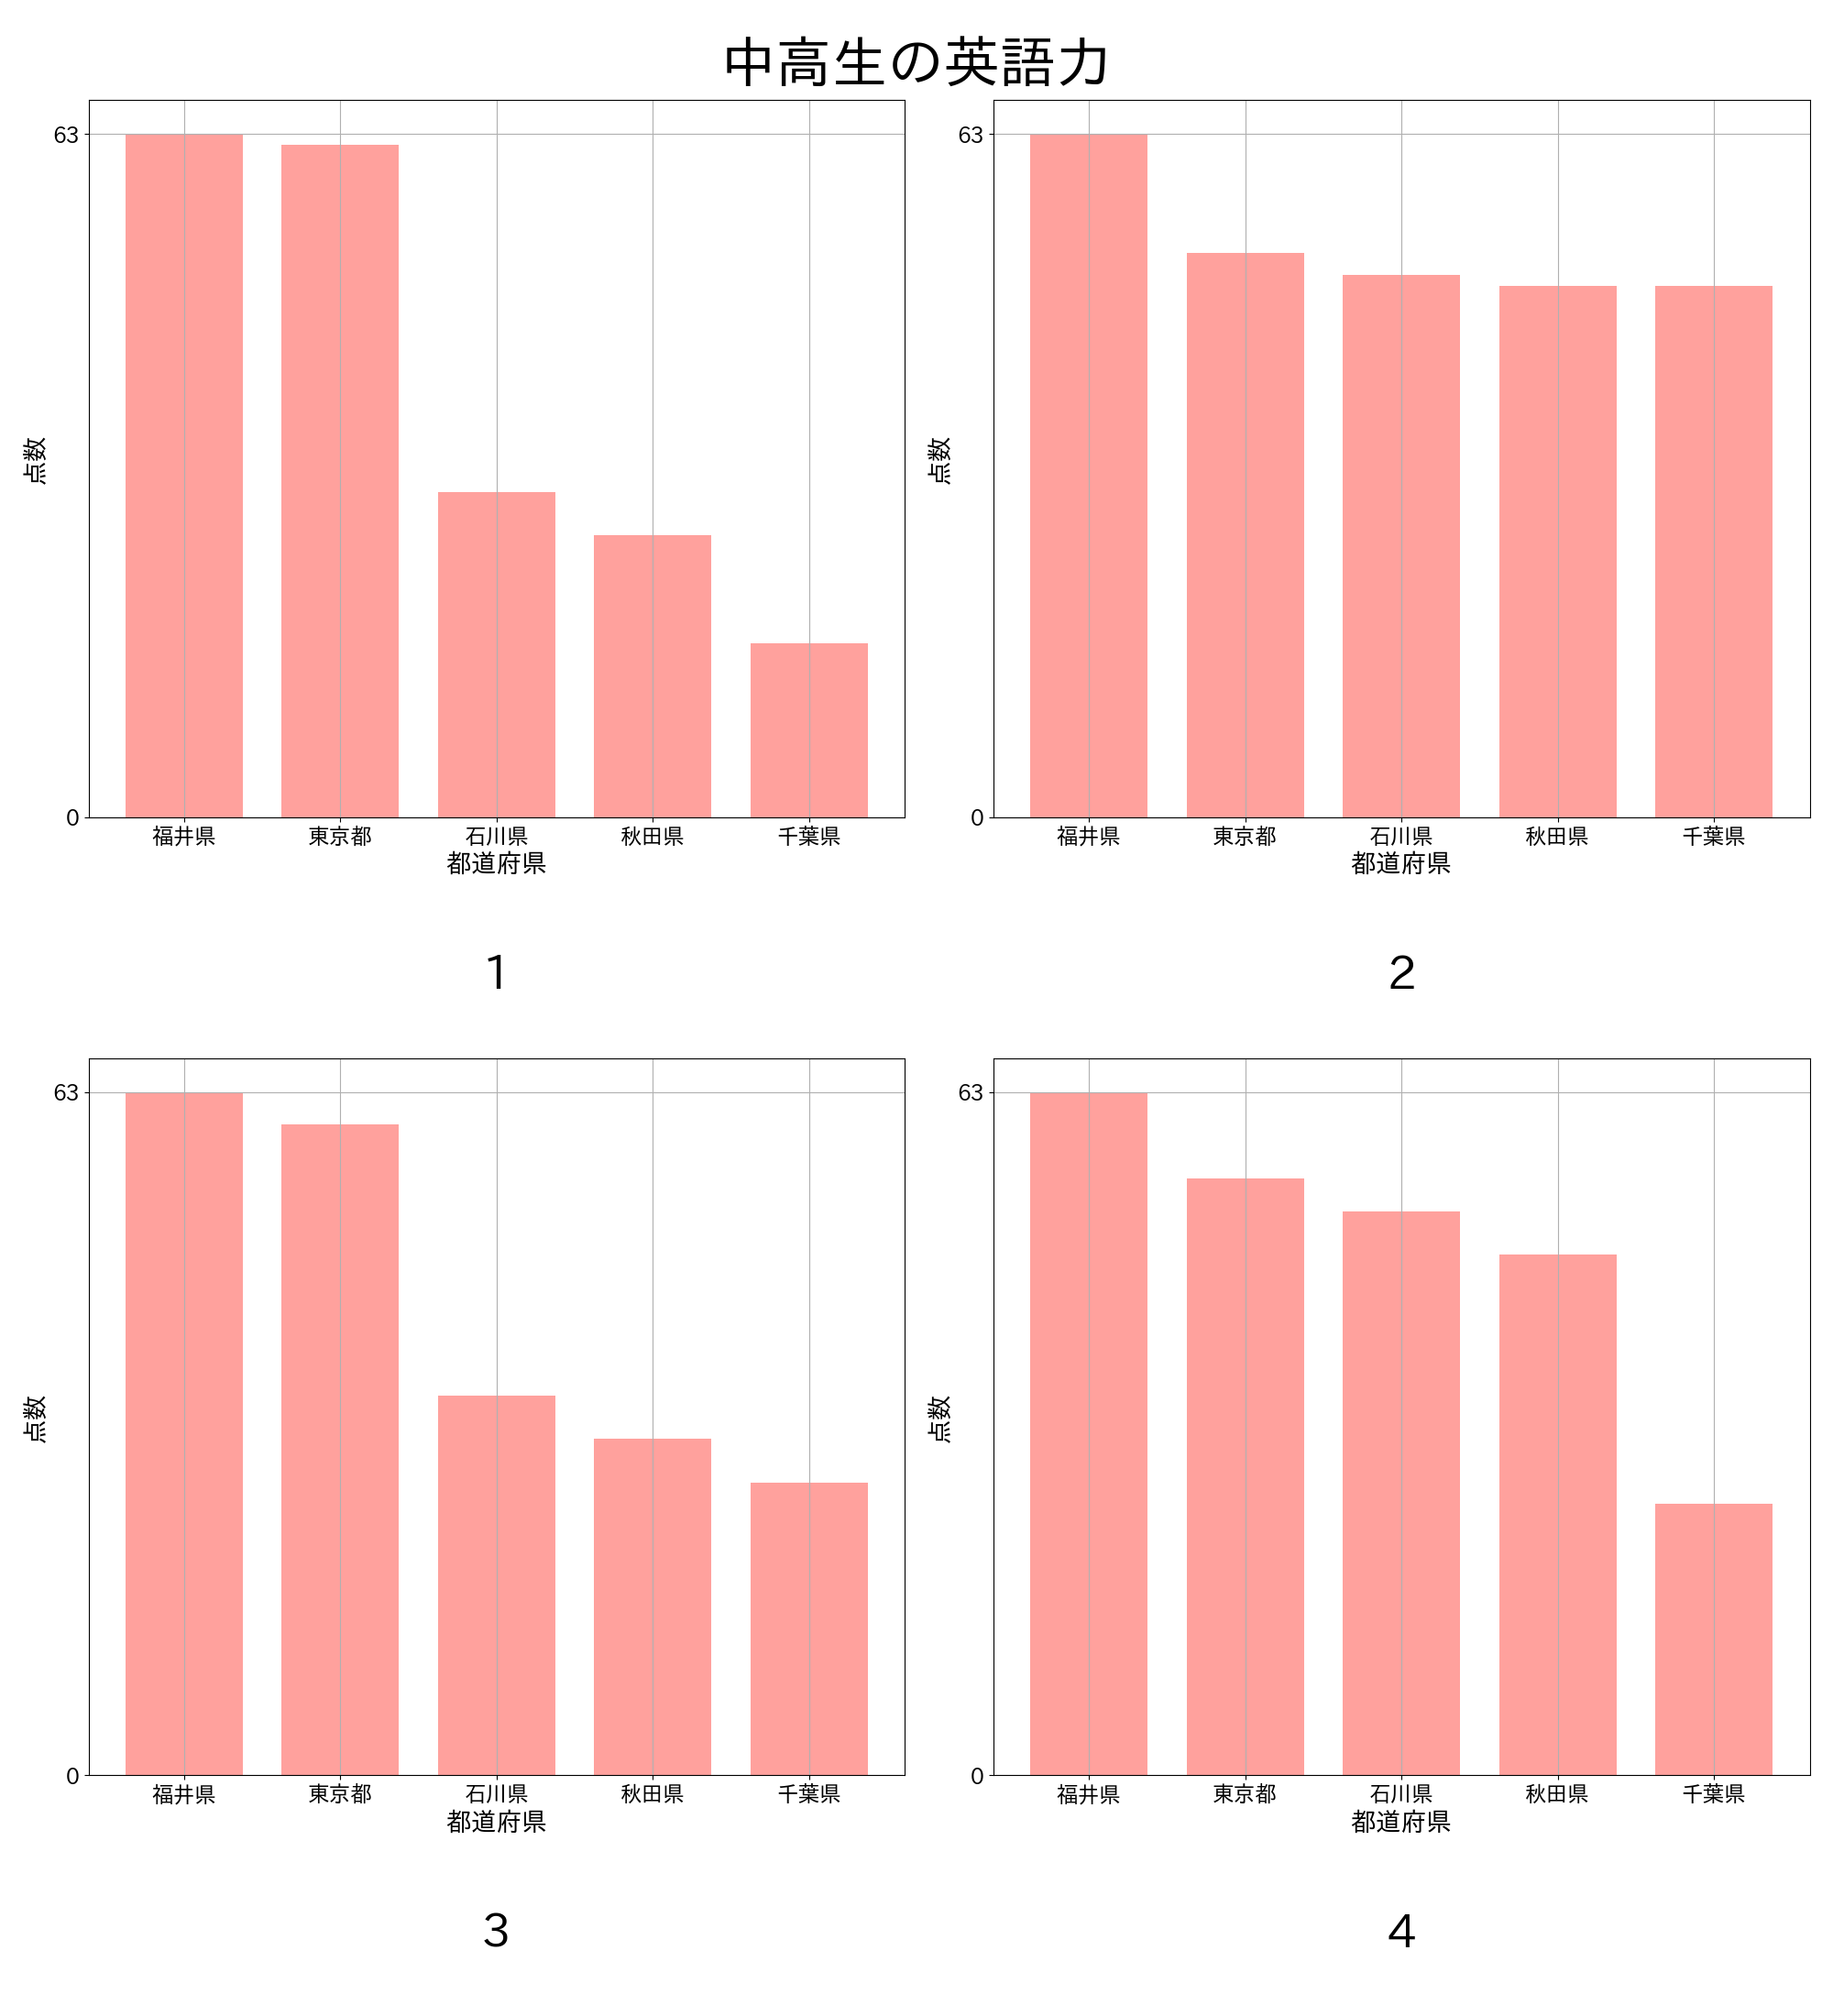 中高生の英語力
63
点数
0
福井県 東京都 石川県 秋田県 千葉県
都道府県
1
63
点数
0
福井県 東京都 石川県 秋田県 千葉県
都道府県
2
63
点数
0
福井県 東京都 石川県 秋田県 千葉県
都道府県
3
63
点数
0
福井県 東京都 石川県 秋田県 千葉県
都道府県
4